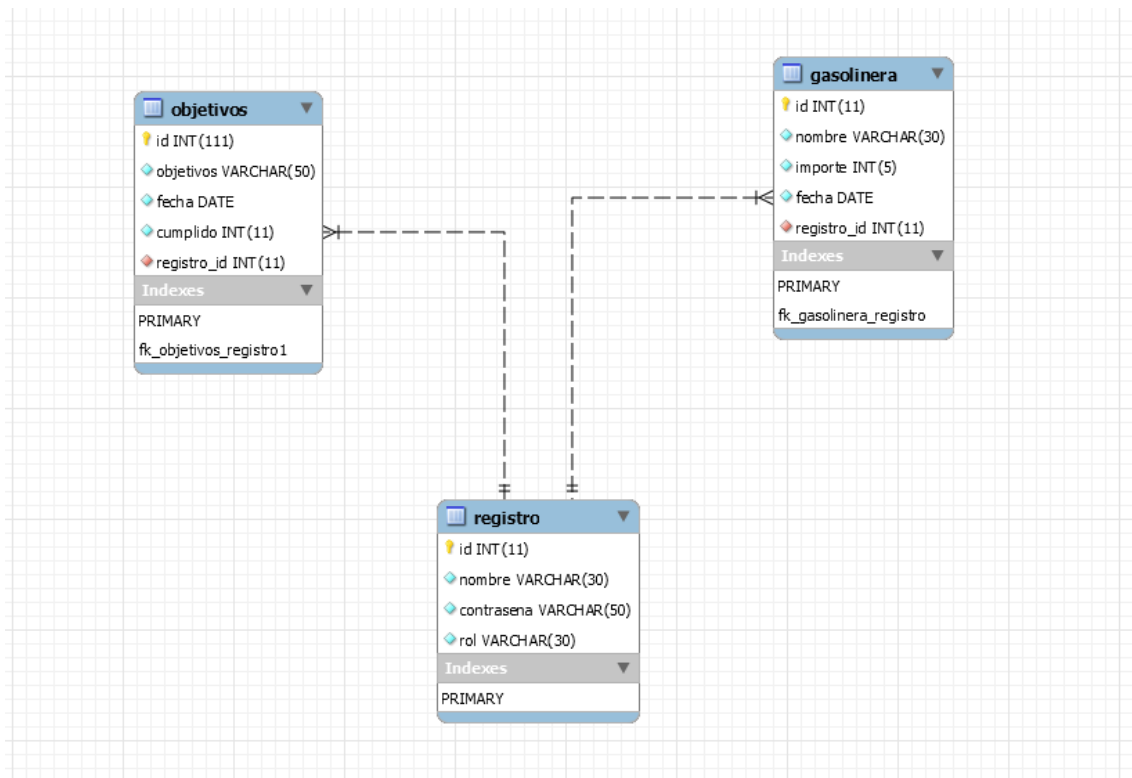 objetivos
id INT(111)
objetivos VARCHAR(50)
fecha DATE
cumplido INT(11)
registro_id INT(11)
Indexes
PRIMARY
fk_objetivos_registro1
gasolinera
id INT(11)
nombre VARCHAR(30)
importe INT(5)
fecha DATE
registro_id INT(11)
Indexes
PRIMARY
fk_gasolinera_registro
registro
id INT(11)
nombre VARCHAR(30)
contrasena VARCHAR(50)
rol VARCHAR(30)
Indexes
PRIMARY